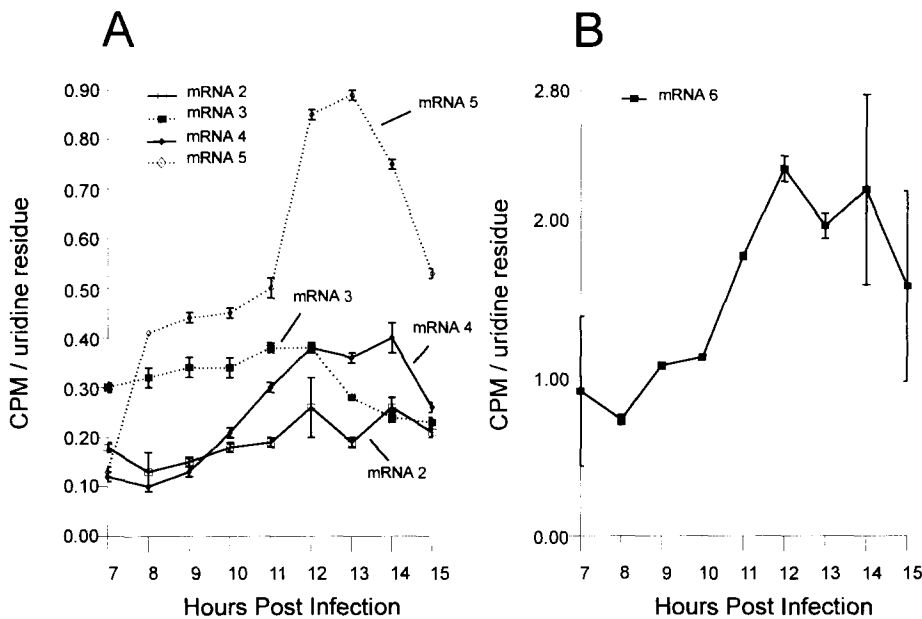 A
mRNA 2
mRNA 3
mRNA 4
mRNA 5
0.90
0.80
0.70
0.60
0.50
0.40
0.30
0.20
0.10
0.00
CPM / uridine residue
mRNA 5
mRNA 3
mRNA 4
mRNA 2
7 8 9 10 11 12 13 14 15
Hours Post Infection
B
mRNA 6
2.80
2.00
1.00
0.00
CPM / uridine residue
7 8 9 10 11 12 13 14 15
Hours Post Infection